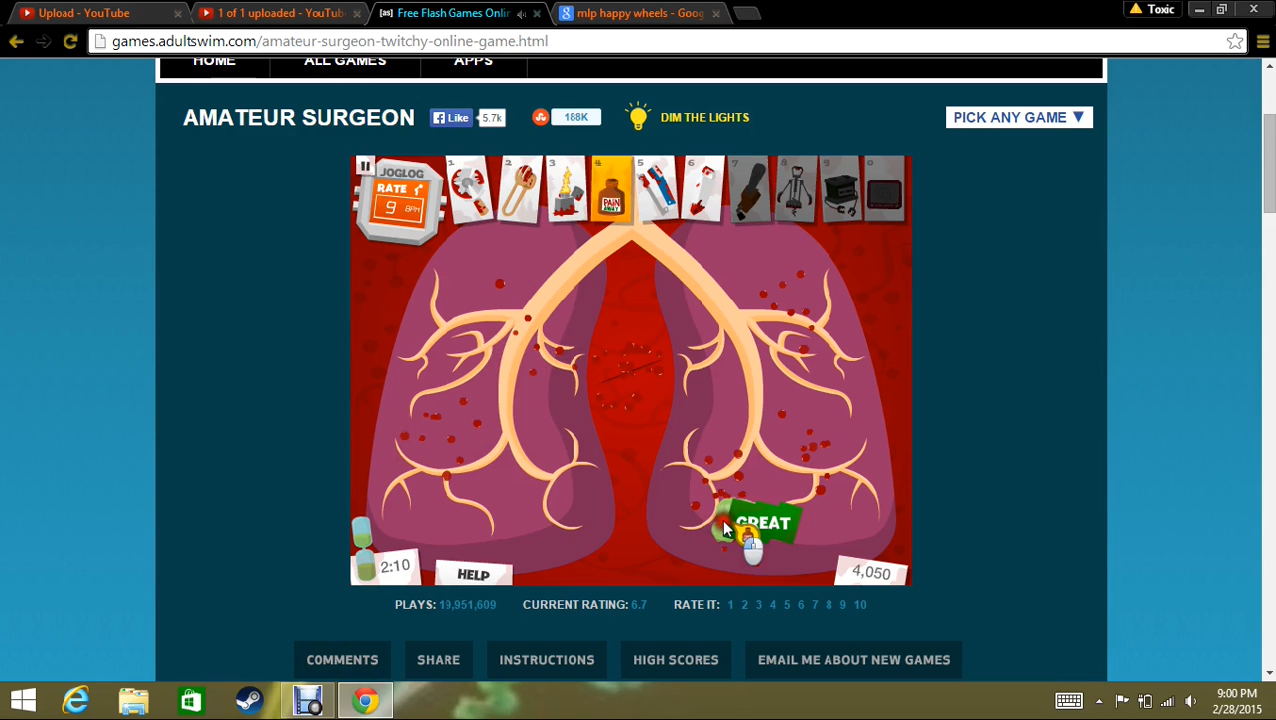 Upload - YouTube
1 of 1 uploaded - YouTub
[as] Free Flash Games Onlin
mlp happy wheels - Goog
Toxic
games.adultswim.com/amateur-surgeon-twitchy-online-game.html
HOME
ALL GAMES
APPS
AMATEUR SURGEON
Like
5.7k
188K
DIM THE LIGHTS
PICK ANY GAME ▼
JOGLOG
RATE
9 BPM
1 2 3 4 5 6 7 8 9 0
PAIN AWAY
GREAT
2:10
HELP
4,050
PLAYS: 19,951,609
CURRENT RATING: 6.7
RATE IT: 1 2 3 4 5 6 7 8 9 10
COMMENTS
SHARE
INSTRUCTIONS
HIGH SCORES
EMAIL ME ABOUT NEW GAMES
9:00 PM
2/28/2015